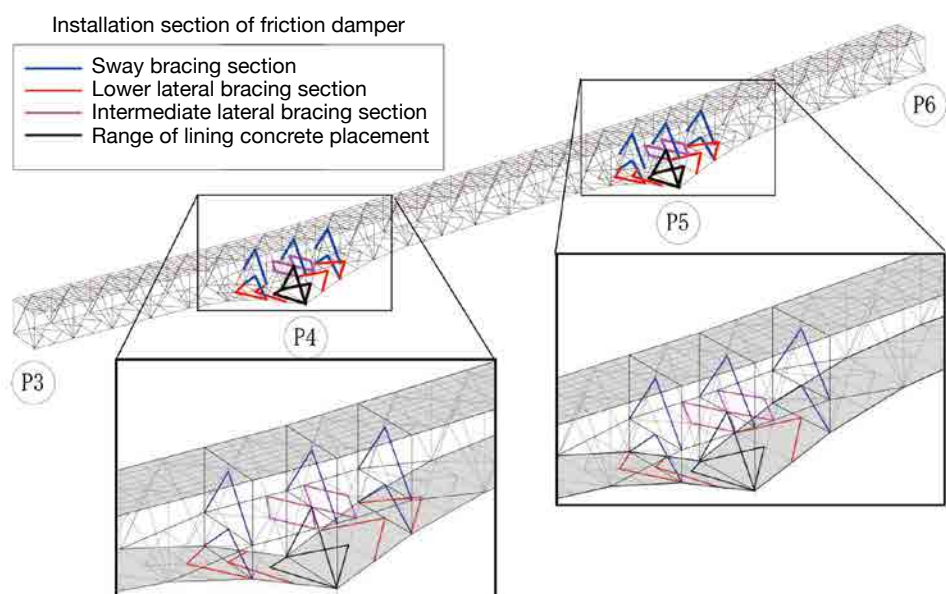 Installation section of friction damper
Sway bracing section
Lower lateral bracing section
Intermediate lateral bracing section
Range of lining concrete placement
P6
P5
P4
P3